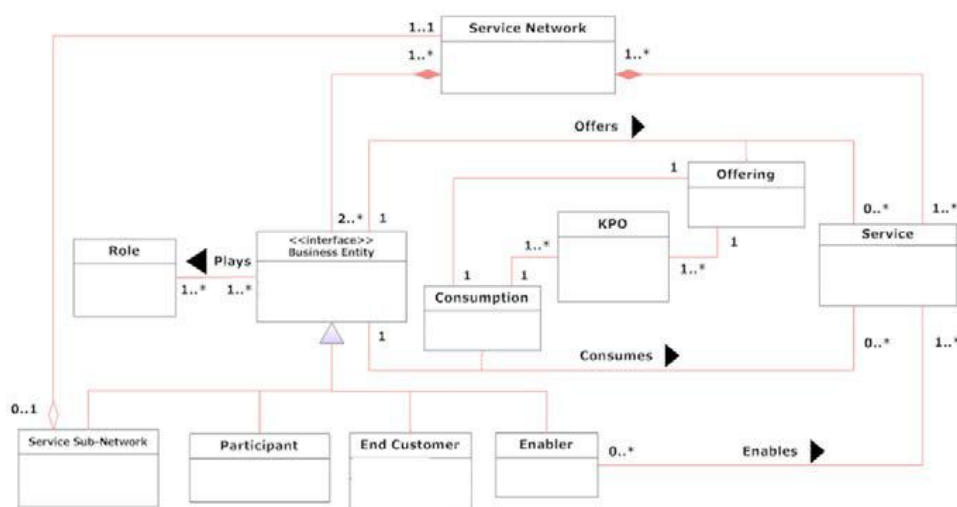 Service Network
1..1
1..*
1..*
Offers
Offering
1
2..*
1
0..*
1..*
<<interface>>
Business Entity
KPO
Service
Role
Plays
1..*
1
1..*
1..*
1
1
1..*
Consumption
1
Consumes
0..*
1..*
0..1
Service Sub-Network
Participant
End Customer
Enabler
0..*
Enables